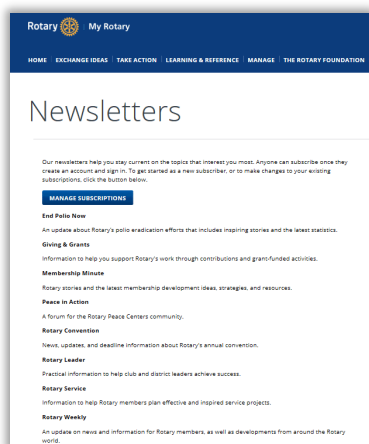 Rotary | My Rotary
HOME | EXCHANGE IDEAS | TAKE ACTION | LEARNING & REFERENCE | MANAGE | THE ROTARY FOUNDATION
Newsletters
Our newsletters help you stay current on the topics that interest you most. Anyone can subscribe once they
create an account and sign in. To get started as a new subscriber, or to make changes to your existing
subscriptions, click the button below.
MANAGE SUBSCRIPTIONS
End Polio Now
An update about Rotary's polio eradication efforts that includes inspiring stories and the latest statistics.
Giving & Grants
Information to help you support Rotary's work through contributions and grant-funded activities.
Membership Minute
Rotary stories and the latest membership development ideas, strategies, and resources.
Peace in Action
A forum for the Rotary Peace Centers community.
Rotary Convention
News, updates, and deadline information about Rotary's annual convention.
Rotary Leader
Practical information to help club and district leaders achieve success.
Rotary Service
Information to help Rotary members plan effective and inspired service projects.
Rotary Weekly
An update on news and information for Rotary members, as well as developments from around the Rotary
world.